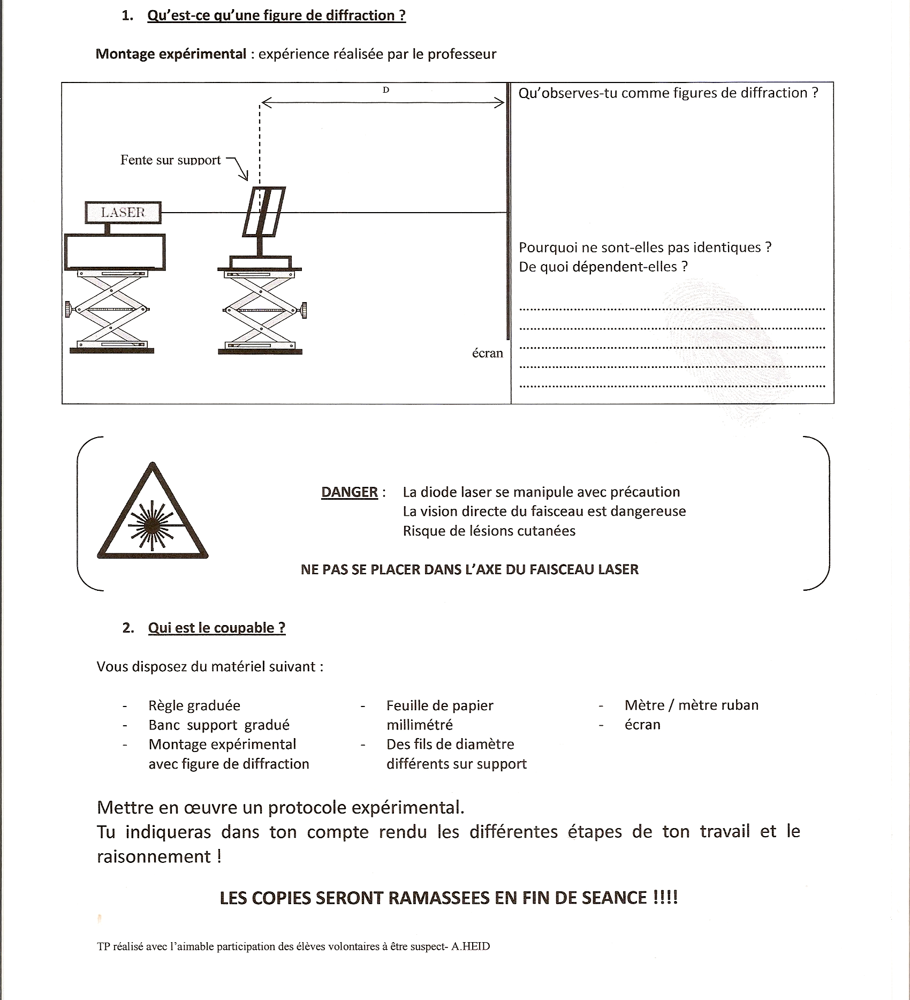 1. Qu'est-ce qu'une figure de diffraction ?
Montage expérimental : expérience réalisée par le professeur
D
Fente sur support
LASER
écran
Qu'observes-tu comme figures de diffraction ?
Pourquoi ne sont-elles pas identiques ?
De quoi dépendent-elles ?
DANGER : La diode laser se manipule avec précaution
La vision directe du faisceau est dangereuse
Risque de lésions cutanées
NE PAS SE PLACER DANS L'AXE DU FAISCEAU LASER
2. Qui est le coupable ?
Vous disposez du matériel suivant :
- Règle graduée
- Banc support gradué
- Montage expérimental
avec figure de diffraction
- Feuille de papier
millimétré
- Des fils de diamètre
différents sur support
- Mètre / mètre ruban
- écran
Mettre en œuvre un protocole expérimental.
Tu indiqueras dans ton compte rendu les différentes étapes de ton travail et le
raisonnement !
LES COPIES SERONT RAMASSEES EN FIN DE SEANCE !!!!
TP réalisé avec l'aimable participation des élèves volontaires à être suspect- A.HEID